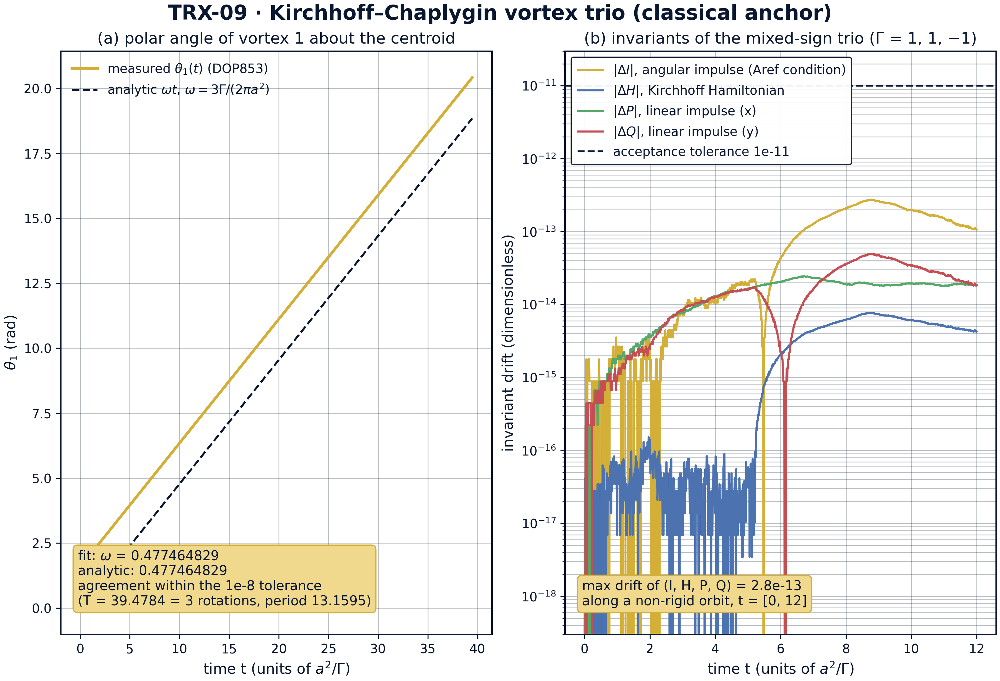 TRX-09 · Kirchhoff–Chaplygin vortex trio (classical anchor)
(a) polar angle of vortex 1 about the centroid
measured θ₁(t) (DOP853)
analytic ωt, ω = 3Γ/(2πa²)
20.0
17.5
15.0
12.5
10.0
7.5
5.0
2.5
0.0
θ₁ (rad)
fit: ω = 0.477464829
analytic: 0.477464829
agreement within the 1e-8 tolerance
(T = 39.4784 = 3 rotations, period 13.1595)
0 5 10 15 20 25 30 35 40
time t (units of a²/Γ)
(b) invariants of the mixed-sign trio (Γ = 1, 1, −1)
|ΔI|, angular impulse (Aref condition)
|ΔH|, Kirchhoff Hamiltonian
|ΔP|, linear impulse (x)
|ΔQ|, linear impulse (y)
acceptance tolerance 1e-11
10⁻¹¹
10⁻¹²
10⁻¹³
10⁻¹⁴
10⁻¹⁵
10⁻¹⁶
10⁻¹⁷
10⁻¹⁸
invariant drift (dimensionless)
max drift of (I, H, P, Q) = 2.8e-13
along a non-rigid orbit, t = [0, 12]
0 2 4 6 8 10 12
time t (units of a²/Γ)